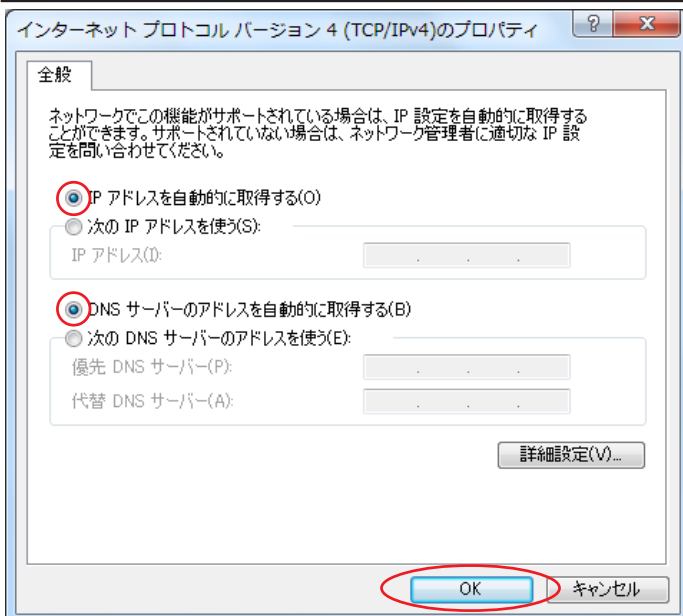 インターネット プロトコル バージョン 4 (TCP/IPv4)のプロパティ
全般
ネットワークでこの機能がサポートされている場合は、IP 設定を自動的に取得する
ことができます。サポートされていない場合は、ネットワーク管理者に適切な IP 設
定を問い合わせてください。
IP アドレスを自動的に取得する(O)
次の IP アドレスを使う(S):
IP アドレス(I):
DNS サーバーのアドレスを自動的に取得する(B)
次の DNS サーバーのアドレスを使う(E):
優先 DNS サーバー(P):
代替 DNS サーバー(A):
詳細設定(V)...
OK キャンセル